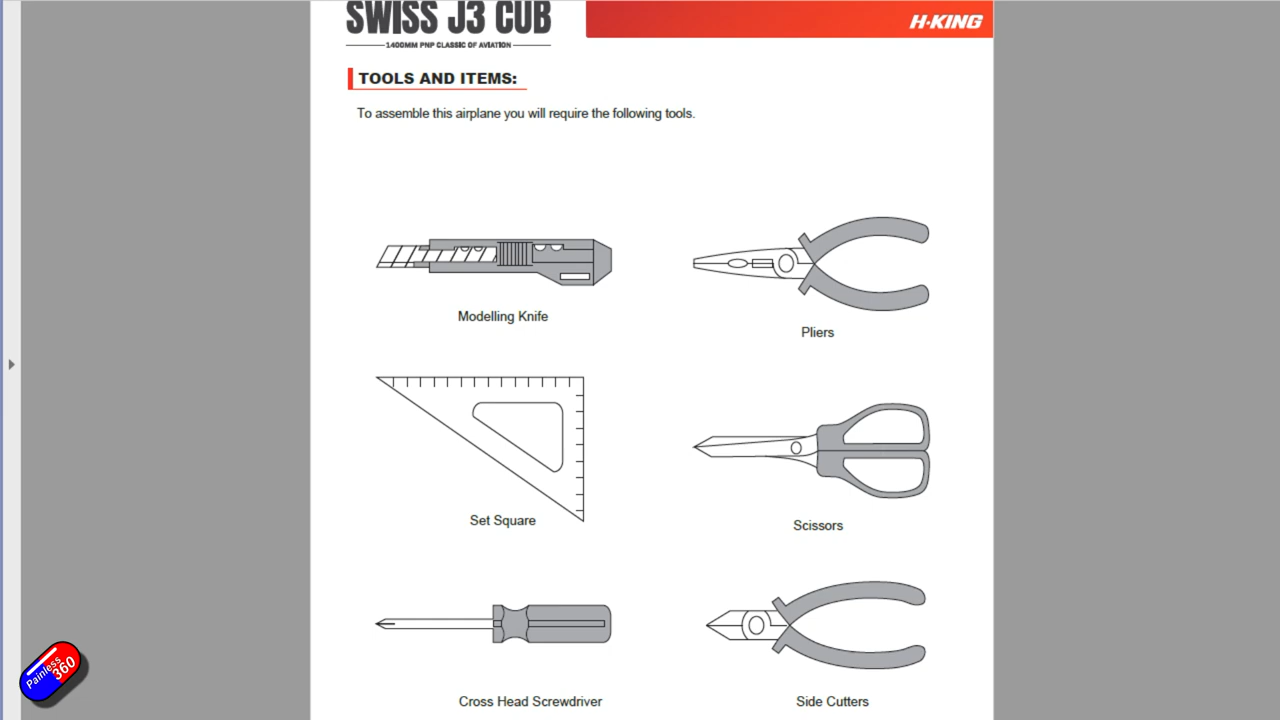 SWISS J3 CUB
1400MM PNP CLASSIC OF AVIATION
H-KING
TOOLS AND ITEMS:
To assemble this airplane you will require the following tools.
Modelling Knife
Pliers
Set Square
Scissors
Cross Head Screwdriver
Side Cutters
Painless
360